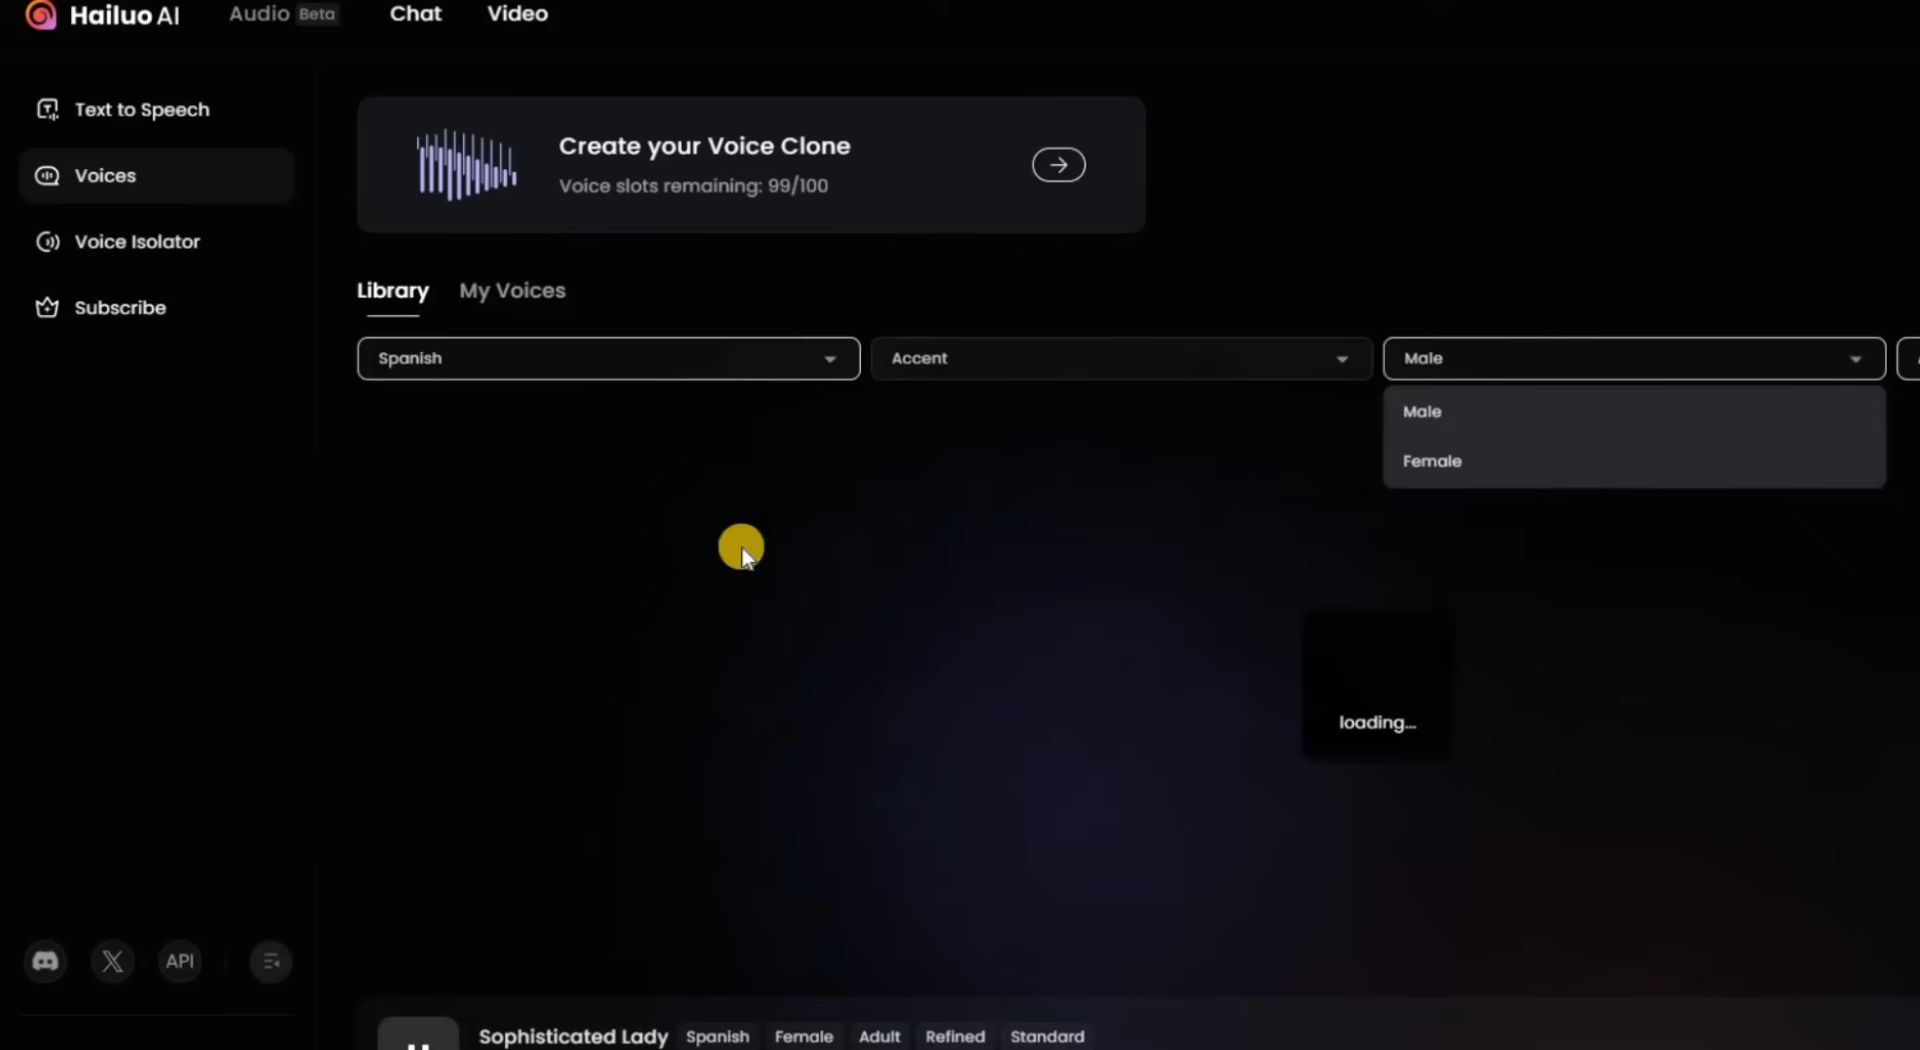 Hailuo AI Audio Beta Chat Video
Text to Speech
Voices
Voice Isolator
Subscribe
Create your Voice Clone
Voice slots remaining: 99/100
Library My Voices
Spanish Accent Male
Male
Female
loading...
API
Sophisticated Lady Spanish Female Adult Refined Standard